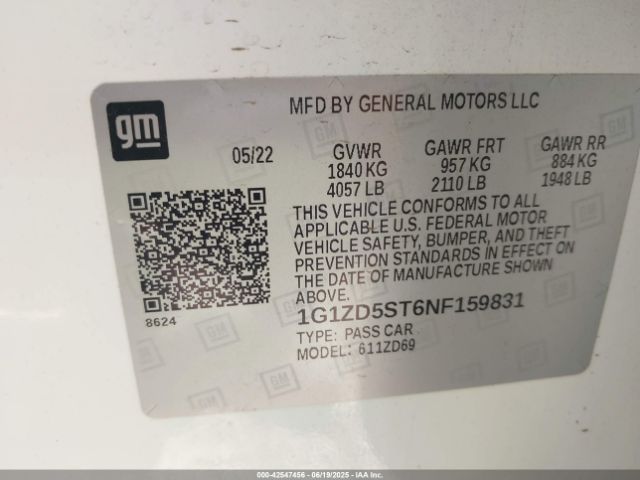 gm
MFD BY GENERAL MOTORS LLC
05/22
GVWR GAWR FRT GAWR RR
1840 KG 957 KG 884 KG
4057 LB 2110 LB 1948 LB
THIS VEHICLE CONFORMS TO ALL
APPLICABLE U.S. FEDERAL MOTOR
VEHICLE SAFETY, BUMPER, AND THEFT
PREVENTION STANDARDS IN EFFECT ON
THE DATE OF MANUFACTURE SHOWN
ABOVE.
8624
1G1ZD5ST6NF159831
TYPE: PASS CAR
MODEL: 611ZD69
000-42547456 - 06/19/2025 - IAAI.COM